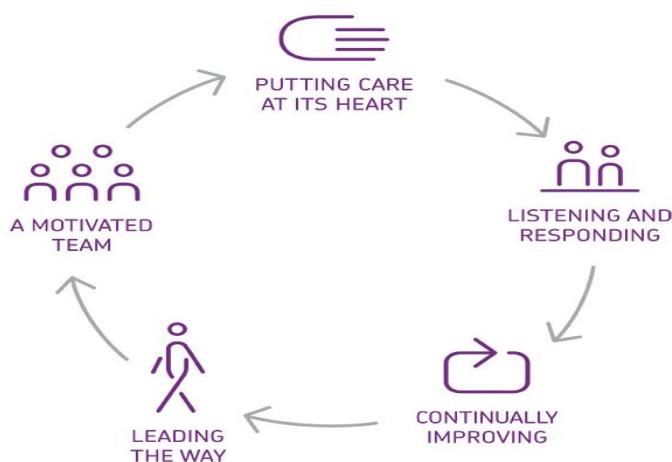 PUTTING CARE
AT ITS HEART
LISTENING AND
RESPONDING
CONTINUALLY
IMPROVING
LEADING
THE WAY
A MOTIVATED
TEAM